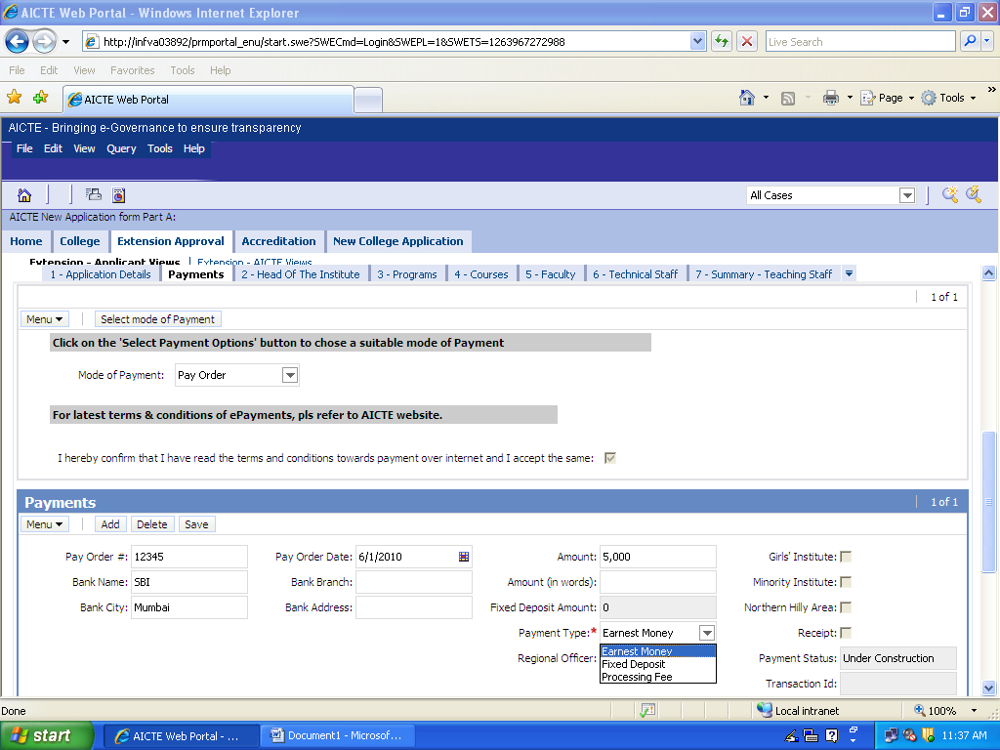 AICTE Web Portal - Windows Internet Explorer
http://infva03892/prmportal_enu/start.swe?SWECmd=Login&SWEPL=1&SWETS=1263967272988
Live Search
File Edit View Favorites Tools Help
AICTE Web Portal
Page Tools »
AICTE - Bringing e-Governance to ensure transparency
File Edit View Query Tools Help
All Cases
AICTE New Application form Part A:
Home College Extension Approval Accreditation New College Application
Extension - Applicant Views Extension - AICTE Views
1 - Application Details Payments 2 - Head Of The Institute 3 - Programs 4 - Courses 5 - Faculty 6 - Technical Staff 7 - Summary - Teaching Staff
1 of 1
Menu Select mode of Payment
Click on the 'Select Payment Options' button to chose a suitable mode of Payment
Mode of Payment: Pay Order
For latest terms & conditions of ePayments, pls refer to AICTE website.
I hereby confirm that I have read the terms and conditions towards payment over internet and I accept the same:
Payments 1 of 1
Menu Add Delete Save
Pay Order #: 12345 Pay Order Date: 6/1/2010 Amount: 5,000 Girls' Institute:
Bank Name: SBI Bank Branch: Amount (in words): Minority Institute:
Bank City: Mumbai Bank Address: Fixed Deposit Amount: 0 Northern Hilly Area:
Payment Type:* Earnest Money Receipt:
Regional Officer: Earnest Money Payment Status: Under Construction
Fixed Deposit
Processing Fee
Transaction Id:
Done Local intranet 100%
start AICTE Web Portal - ... Document1 - Microsof... 11:37 AM